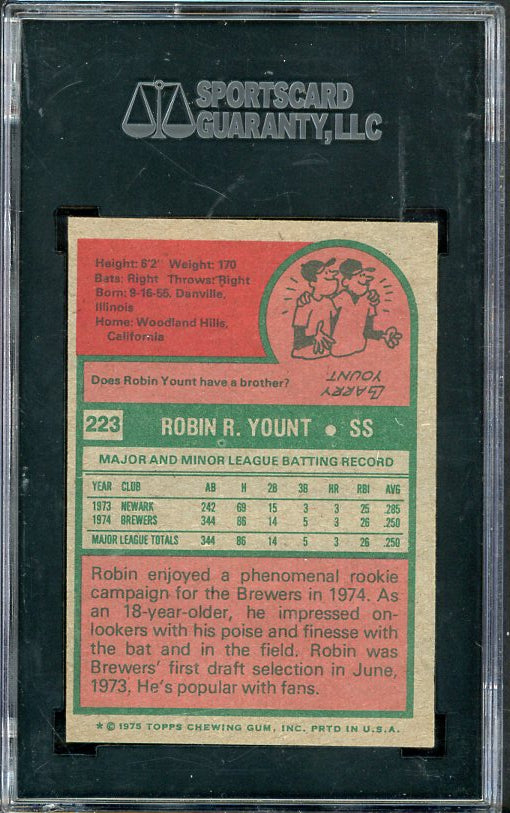 SPORTSCARD
GUARANTY, LLC
Height: 6'2" Weight: 170
Bats: Right Throws: Right
Born: 9-16-55, Danville,
Illinois
Home: Woodland Hills,
California
Does Robin Yount have a brother?
LARRY
YOUNT.
223 ROBIN R. YOUNT • SS
MAJOR AND MINOR LEAGUE BATTING RECORD
YEAR CLUB AB H 2B 3B HR RBI AVG
1973 NEWARK 242 69 15 3 3 25 .285
1974 BREWERS 344 86 14 5 3 26 .250
MAJOR LEAGUE TOTALS 344 86 14 5 3 26 .250
Robin enjoyed a phenomenal rookie
campaign for the Brewers in 1974. As
an 18-year-older, he impressed on-
lookers with his poise and finesse with
the bat and in the field. Robin was
Brewers' first draft selection in June,
1973, He's popular with fans.
* © 1975 TOPPS CHEWING GUM, INC. PRTD IN U.S.A.